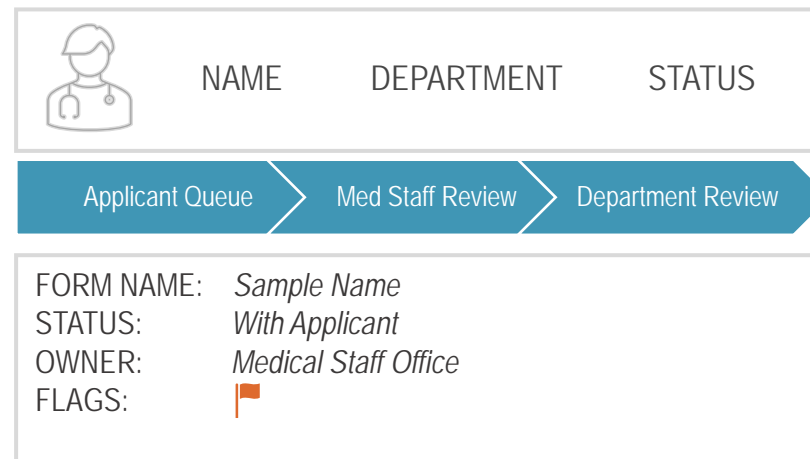 NAME DEPARTMENT STATUS
Applicant Queue Med Staff Review Department Review
FORM NAME: Sample Name
STATUS: With Applicant
OWNER: Medical Staff Office
FLAGS: